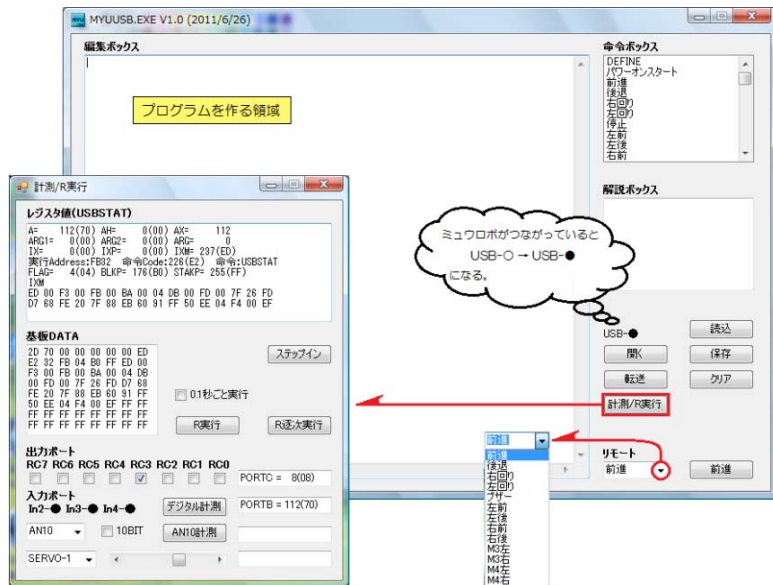 MYUUSB.EXE V1.0 (2011/6/26)
編集ボックス
プログラムを作る領域
命令ボックス
DEFINE
パワーオンスタート
前進
後退
右回り
左回り
停止
左前
左後
右前
解説ボックス
ミュウロボがつながっていると
USB-○ → USB-●
になる。
USB-●
読込
開く
保存
転送
クリア
計測/R実行
リモート
前進
前進
前進
前進
後退
右回り
左回り
ブザー
左前
左後
右前
右後
M3左
M3右
M4左
M4右
計測/R実行
レジスタ値(USBSTAT)
A= 112(70) AH= 0(00) AX= 112
ARG1= 0(00) ARG2= 0(00) ARG= 0
IX= 0(00) IXP= 0(00) IXM= 237(ED)
実行Address:FB32 命令Code:226(E2) 命令:USBSTAT
FLAG= 4(04) BLKP= 176(B0) STAKP= 255(FF)
IXM
ED 00 F3 00 FB 00 BA 00 04 DB 00 FD 00 7F 26 FD
D7 68 FE 20 7F 88 EB 60 91 FF 50 EE 04 F4 00 EF
基板DATA
2D 70 00 00 00 00 00 ED
E2 32 FB 04 B0 FF ED 00
F3 00 FB 00 BA 00 04 DB
00 FD 00 7F 26 FD D7 68
FE 20 7F 88 EB 60 91 FF
50 EE 04 F4 00 EF FF FF
FF FF FF FF FF FF FF FF
FF FF FF FF FF FF FF FF
ステップイン
0.1秒ごと実行
R実行
R逐次実行
出力ポート
RC7 RC6 RC5 RC4 RC3 RC2 RC1 RC0
PORTC = 8(08)
入力ポート
In2-● In3-● In4-●
デジタル計測
PORTB = 112(70)
AN10
10BIT
AN10計測
SERVO-1